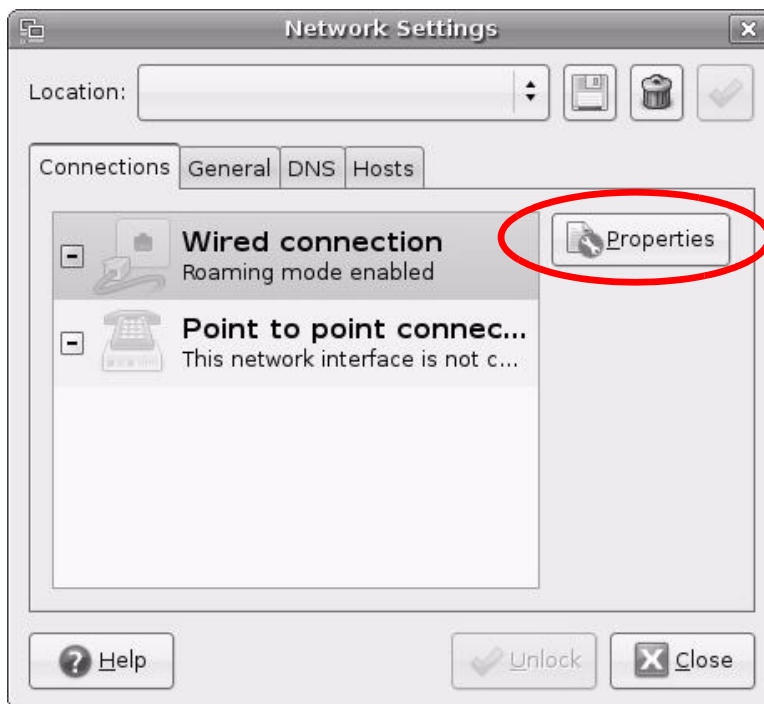 Network Settings
Location:
Connections General DNS Hosts
Wired connection
Roaming mode enabled
Properties
Point to point connec...
This network interface is not c...
Help Unlock Close